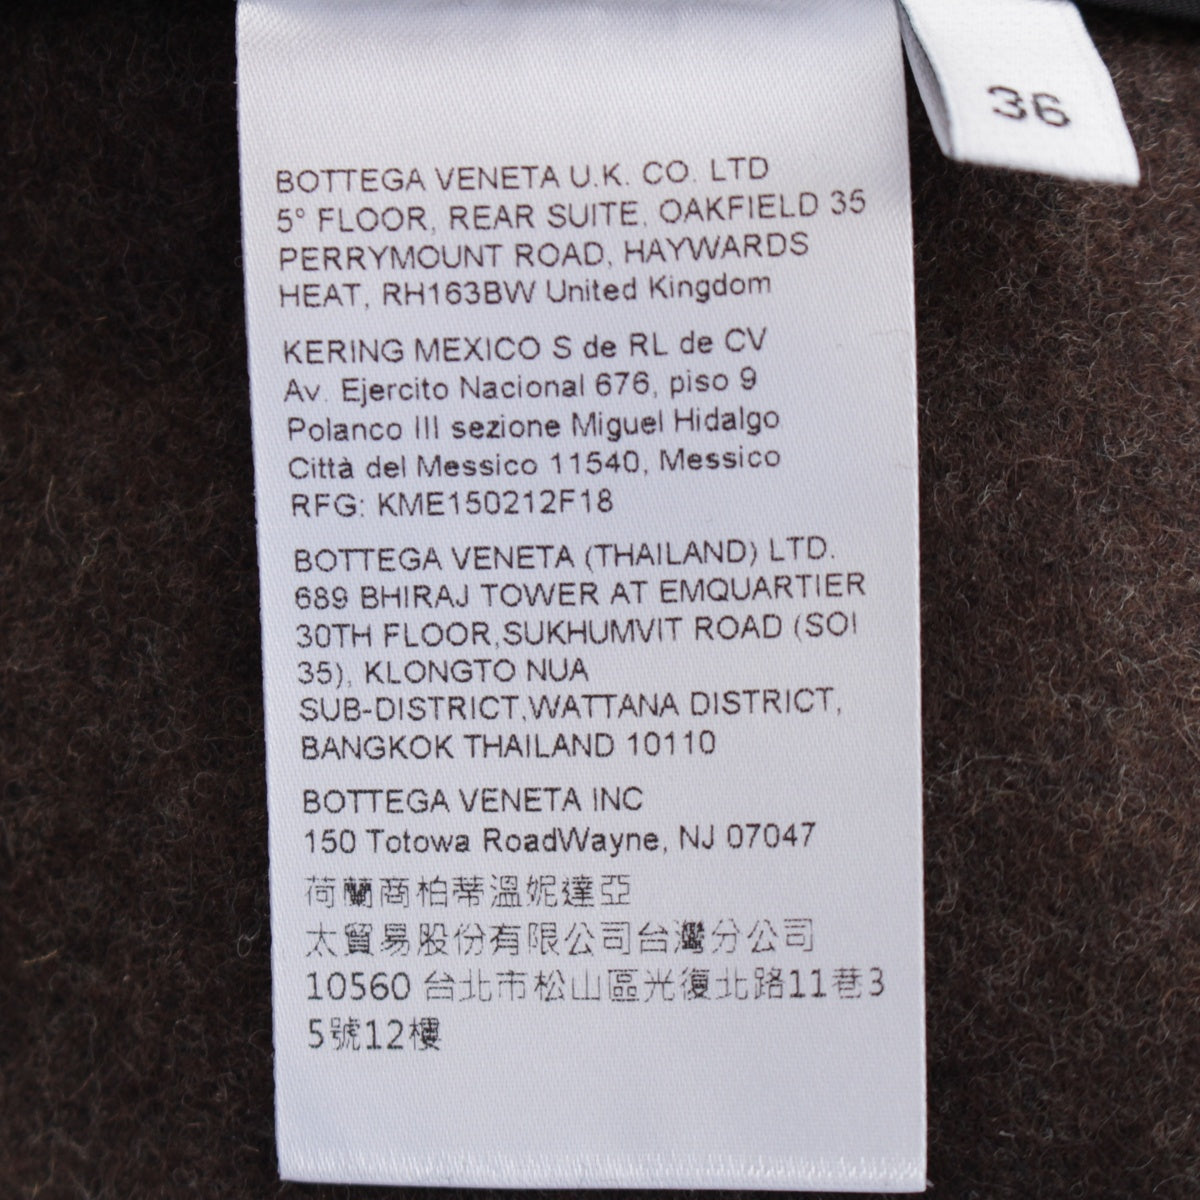 36
BOTTEGA VENETA U.K. CO. LTD
5° FLOOR, REAR SUITE, OAKFIELD 35
PERRYMOUNT ROAD, HAYWARDS
HEAT, RH163BW United Kingdom
KERING MEXICO S de RL de CV
Av. Ejercito Nacional 676, piso 9
Polanco III sezione Miguel Hidalgo
Città del Messico 11540, Messico
RFG: KME150212F18
BOTTEGA VENETA (THAILAND) LTD.
689 BHIRAJ TOWER AT EMQUARTIER
30TH FLOOR,SUKHUMVIT ROAD (SOI
35), KLONGTO NUA
SUB-DISTRICT,WATTANA DISTRICT,
BANGKOK THAILAND 10110
BOTTEGA VENETA INC
150 Totowa RoadWayne, NJ 07047
荷蘭商柏蒂溫妮達亞
太貿易股份有限公司台灣分公司
10560 台北市松山區光復北路11巷3
5號12樓